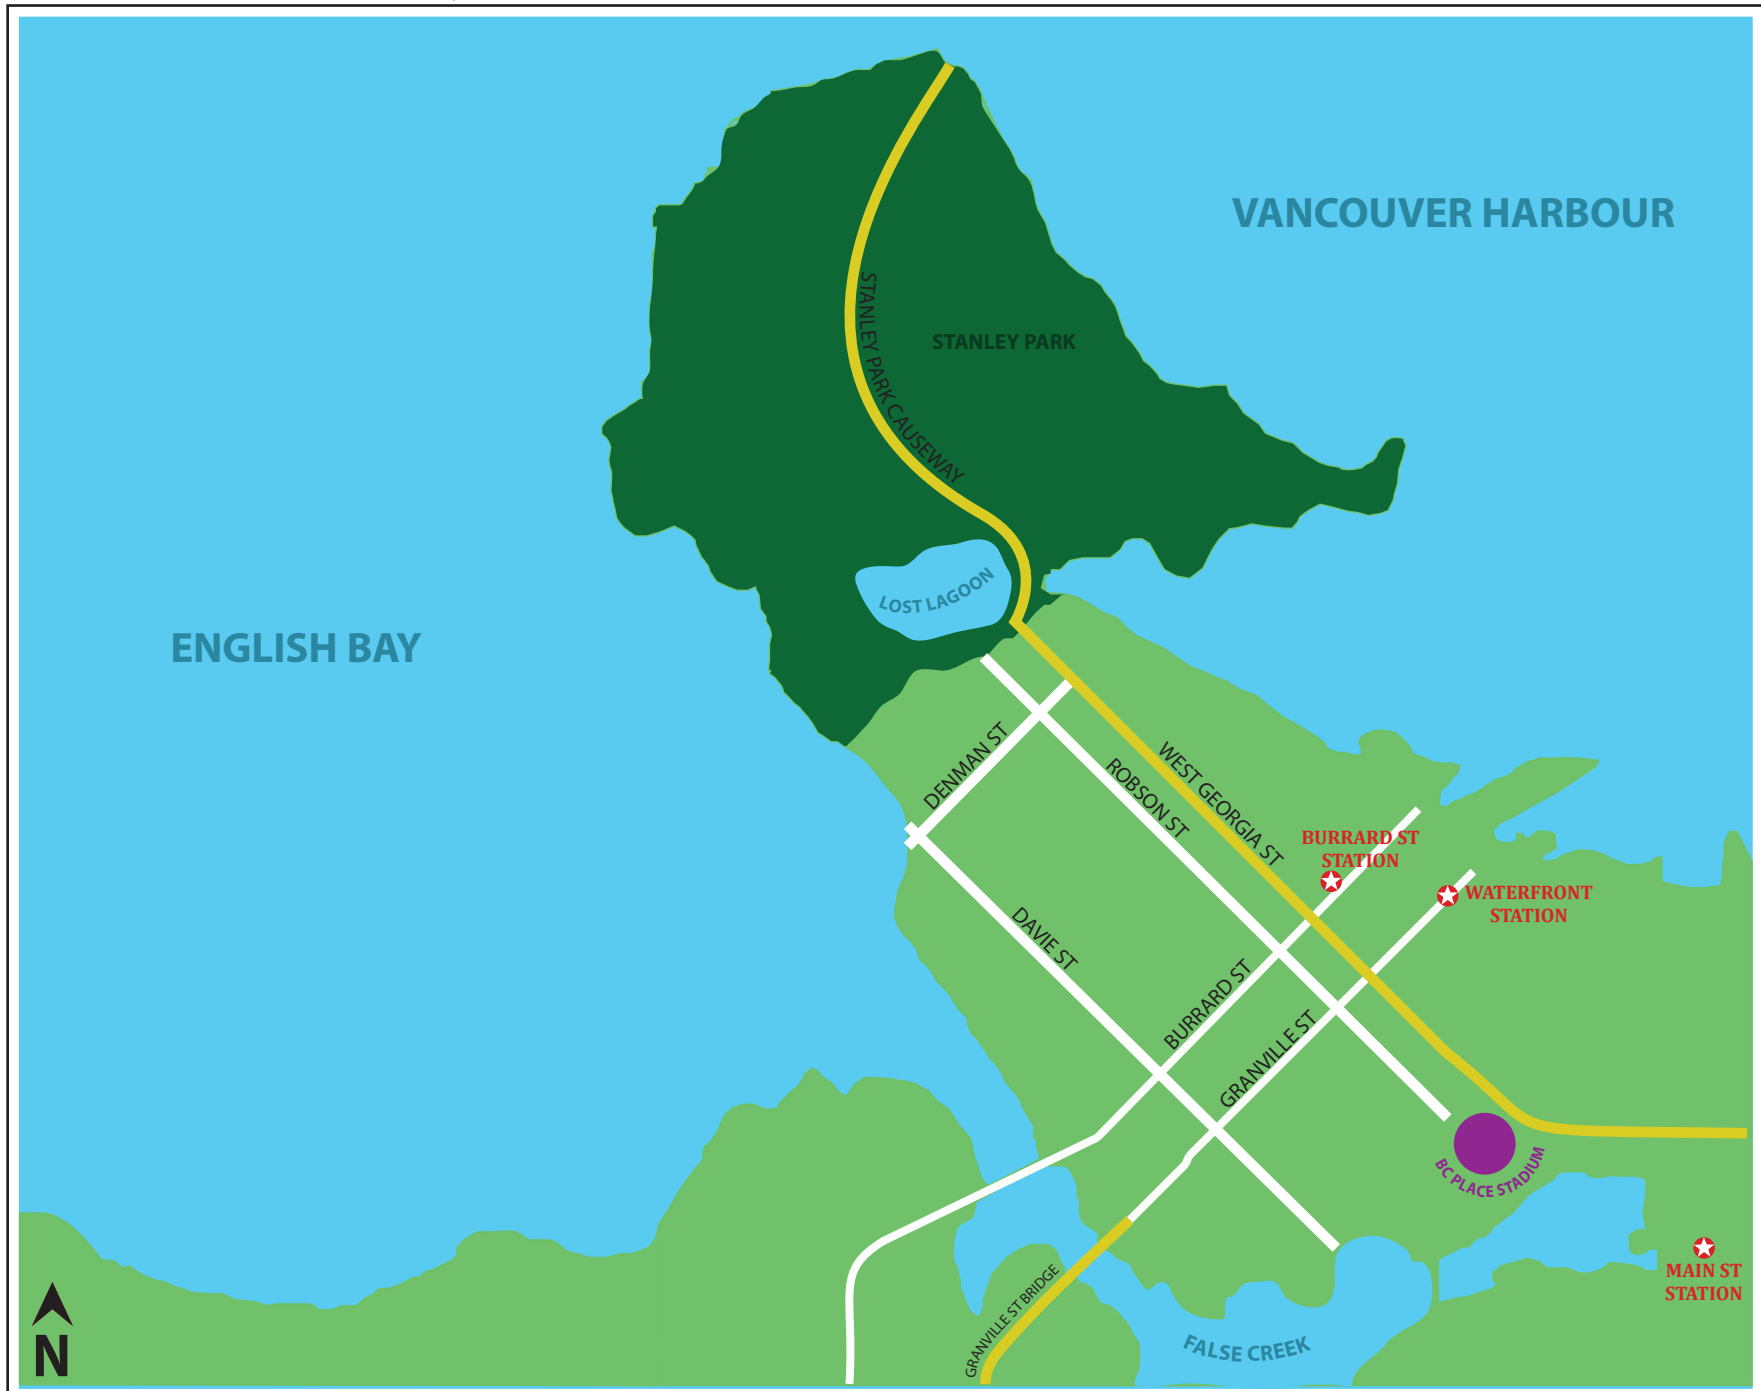 VANCOUVER HARBOUR
STANLEY PARK CAUSEWAY
STANLEY PARK
LOST LAGOON
ENGLISH BAY
DENMAN ST
ROBSON ST
WEST GEORGIA ST
BURRARD ST
STATION
WATERFRONT
STATION
DAVIE ST
BURRARD ST
GRANVILLE ST
BC PLACE STADIUM
MAIN ST
STATION
GRANVILLE ST BRIDGE
FALSE CREEK
N